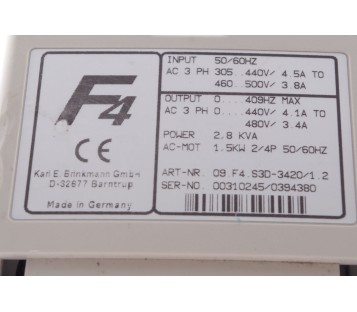 F4
CE
Karl E. Brinkmann GmbH
D-32677 Barntrup
Made in Germany
INPUT 50/60HZ
AC 3 PH 305...440V/ 4.5A TO
460...500V/ 3.8A
OUTPUT 0....409HZ MAX
AC 3 PH 0....440V/ 4.1A TO
480V/ 3.4A
POWER 2.8 KVA
AC-MOT 1.5KW 2/4P 50/60HZ
ART-NR. 09.F4.S3D-3420/1.2
SER-NO. 00310245/0394380